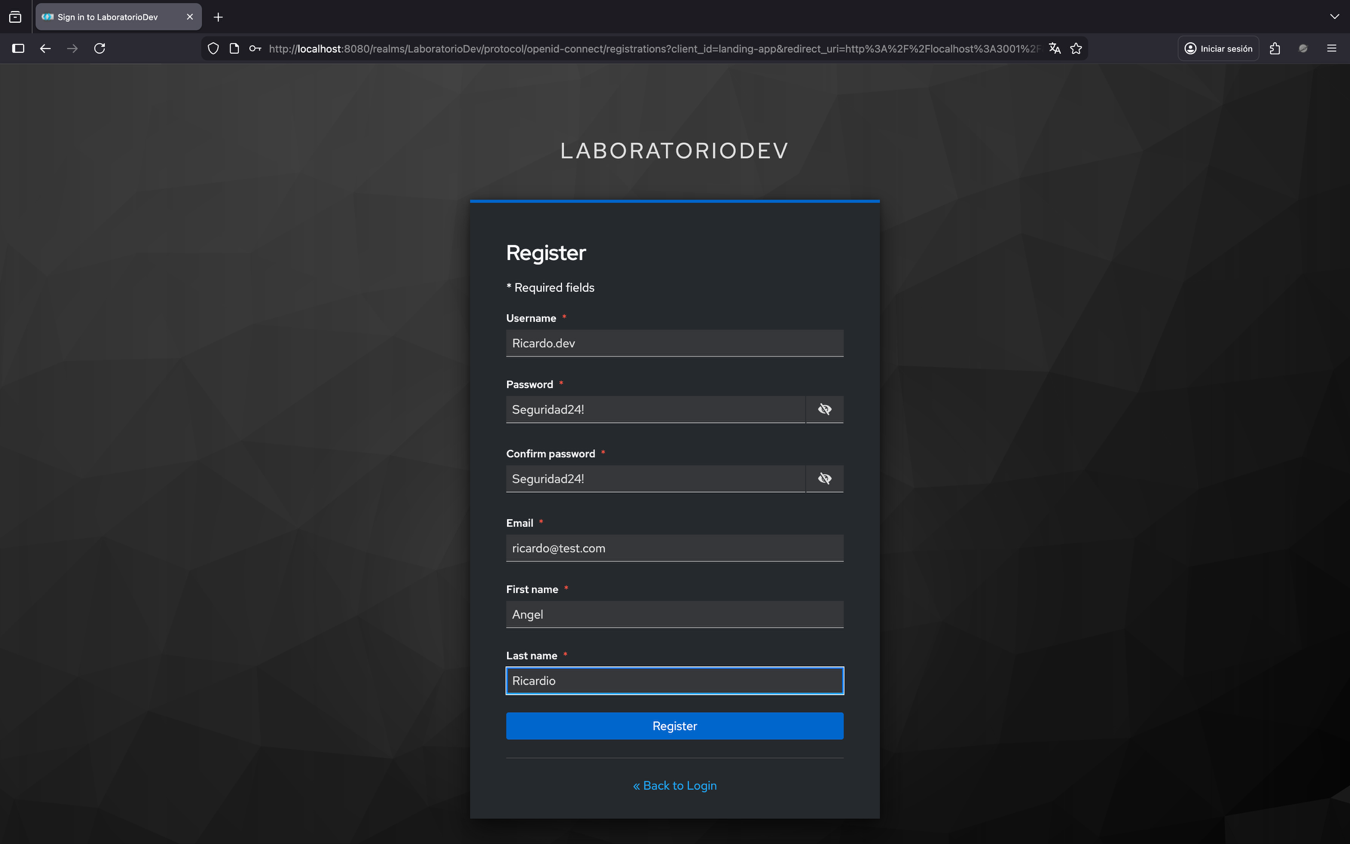 Sign in to LaboratorioDev
http://localhost:8080/realms/LaboratorioDev/protocol/openid-connect/registrations?client_id=landing-app&redirect_uri=http%3A%2F%2Flocalhost%3A3001%2F
Iniciar sesión
LABORATORIODEV
Register
* Required fields
Username *
Ricardo.dev
Password *
Seguridad24!
Confirm password *
Seguridad24!
Email *
ricardo@test.com
First name *
Angel
Last name *
Ricardio
Register
« Back to Login